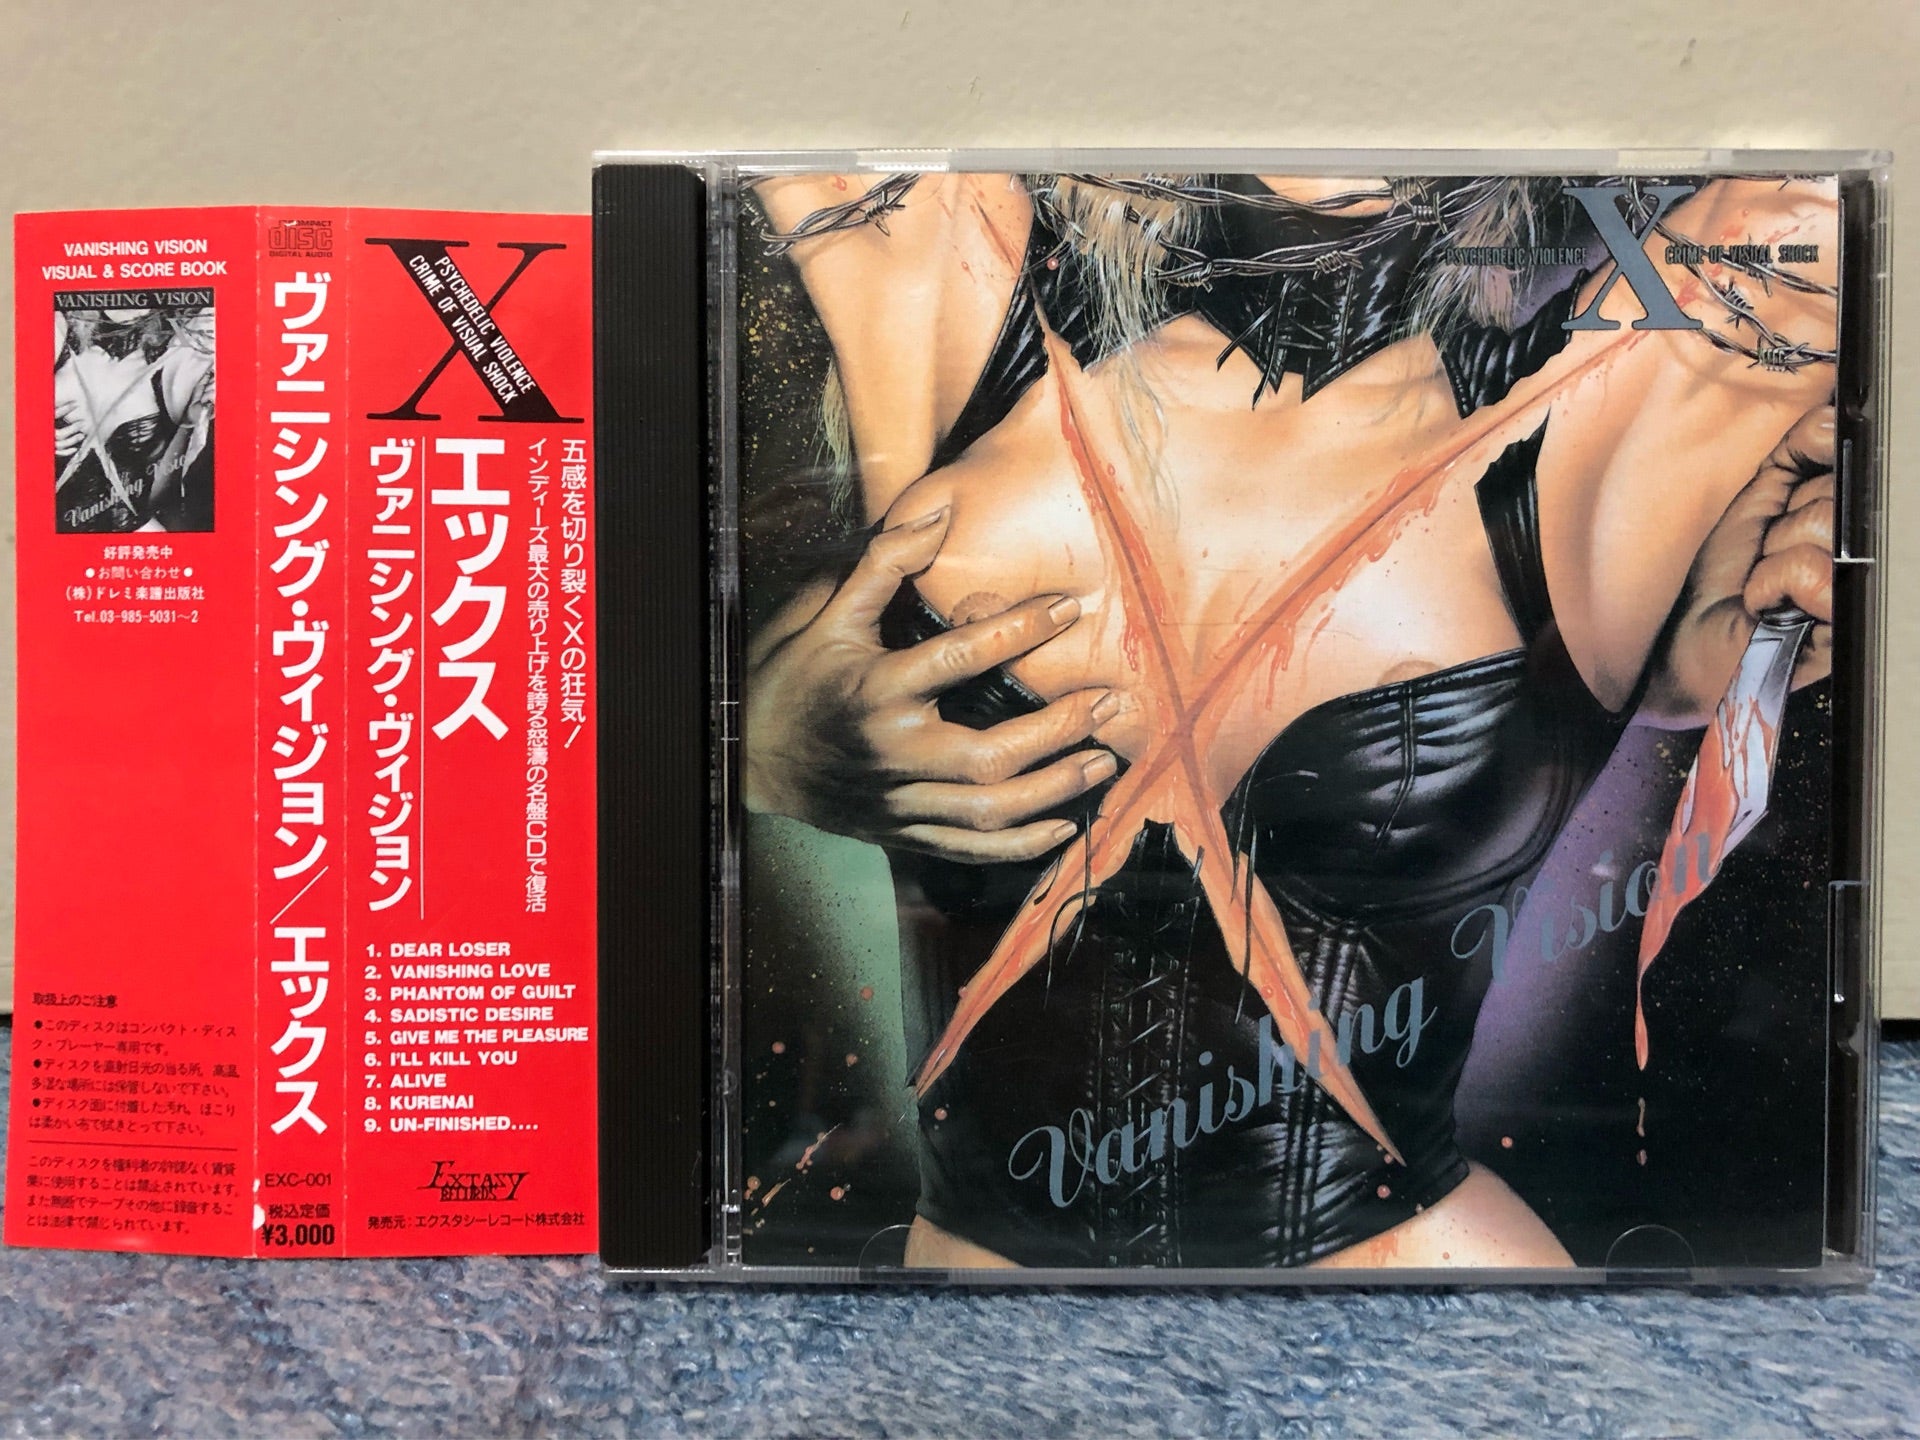 VANISHING VISION
VISUAL & SCORE BOOK
VANISHING VISION
Vanishing Vision
好評発売中
●お問い合わせ●
(株)ドレミ楽譜出版社
Tel.03-985-5031〜2
取扱上のご注意
●このディスクはコンパクト・ディス
ク・プレーヤー専用です。
●ディスクを直射日光の当る所、高温、
多湿な場所には保管しないで下さい。
●ディスク面に付着した汚れ、ほこり
は柔かい布で拭きとって下さい。
このディスクを権利者の許諾なく賃貸
業に使用することは禁止されています。
また無断でテープその他に録音するこ
とは法律で禁じられています。
COMPACT
disc
DIGITAL AUDIO
ヴァニシング・ヴィジョン/エックス
EXC-001
税込定価
¥3,000
X
PSYCHEDELIC VIOLENCE
CRIME OF VISUAL SHOCK
五感を切り裂くXの狂気!
インディーズ最大の売り上げを誇る怒濤の名盤CDで復活
エックス
ヴァニシング・ヴィジョン
1. DEAR LOSER
2. VANISHING LOVE
3. PHANTOM OF GUILT
4. SADISTIC DESIRE
5. GIVE ME THE PLEASURE
6. I'LL KILL YOU
7. ALIVE
8. KURENAI
9. UN-FINISHED....
EXTASY
RECORDS
発売元:エクスタシーレコード株式会社
PSYCHEDELIC VIOLENCE X CRIME OF VISUAL SHOCK
Vanishing Vision